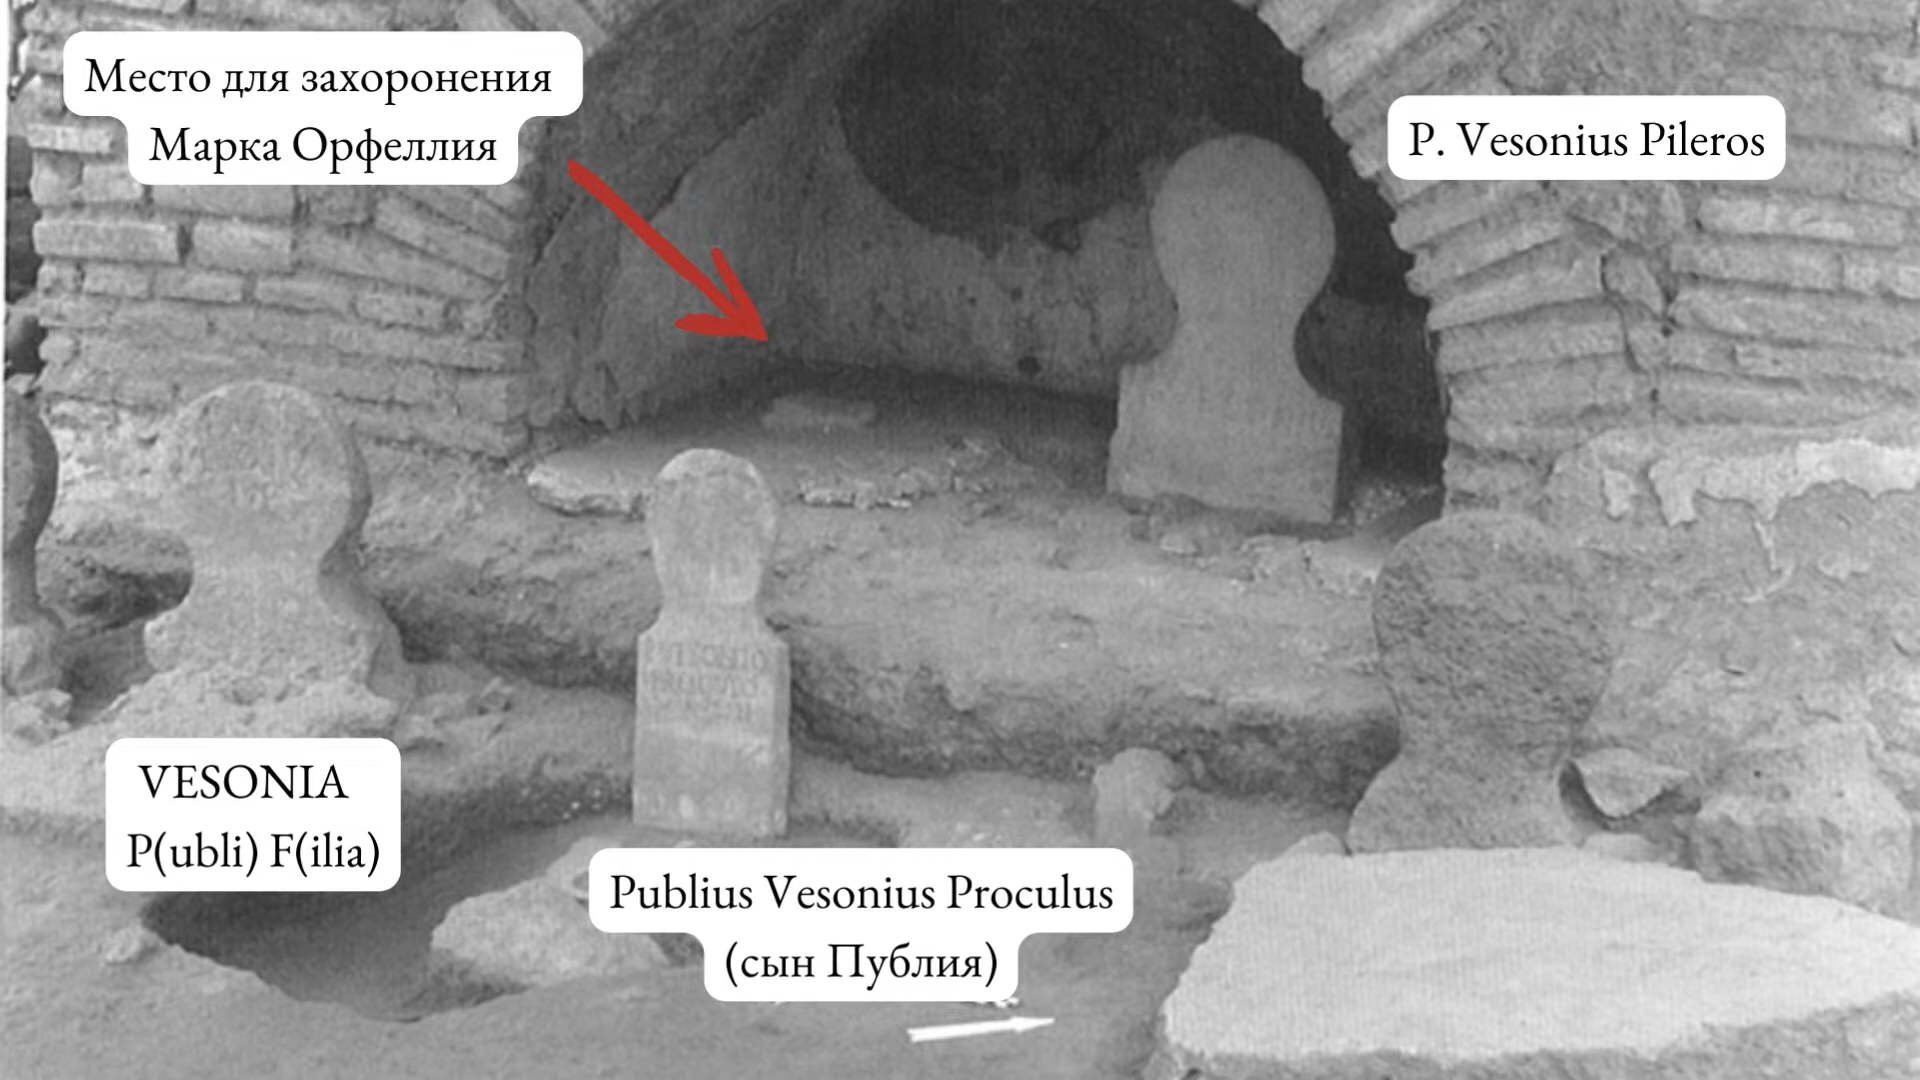 Место для захоронения
Марка Орфеллия
P. Vesonius Pileros
VESONIA
P(ubli) F(ilia)
Publius Vesonius Proculus
(сын Публия)